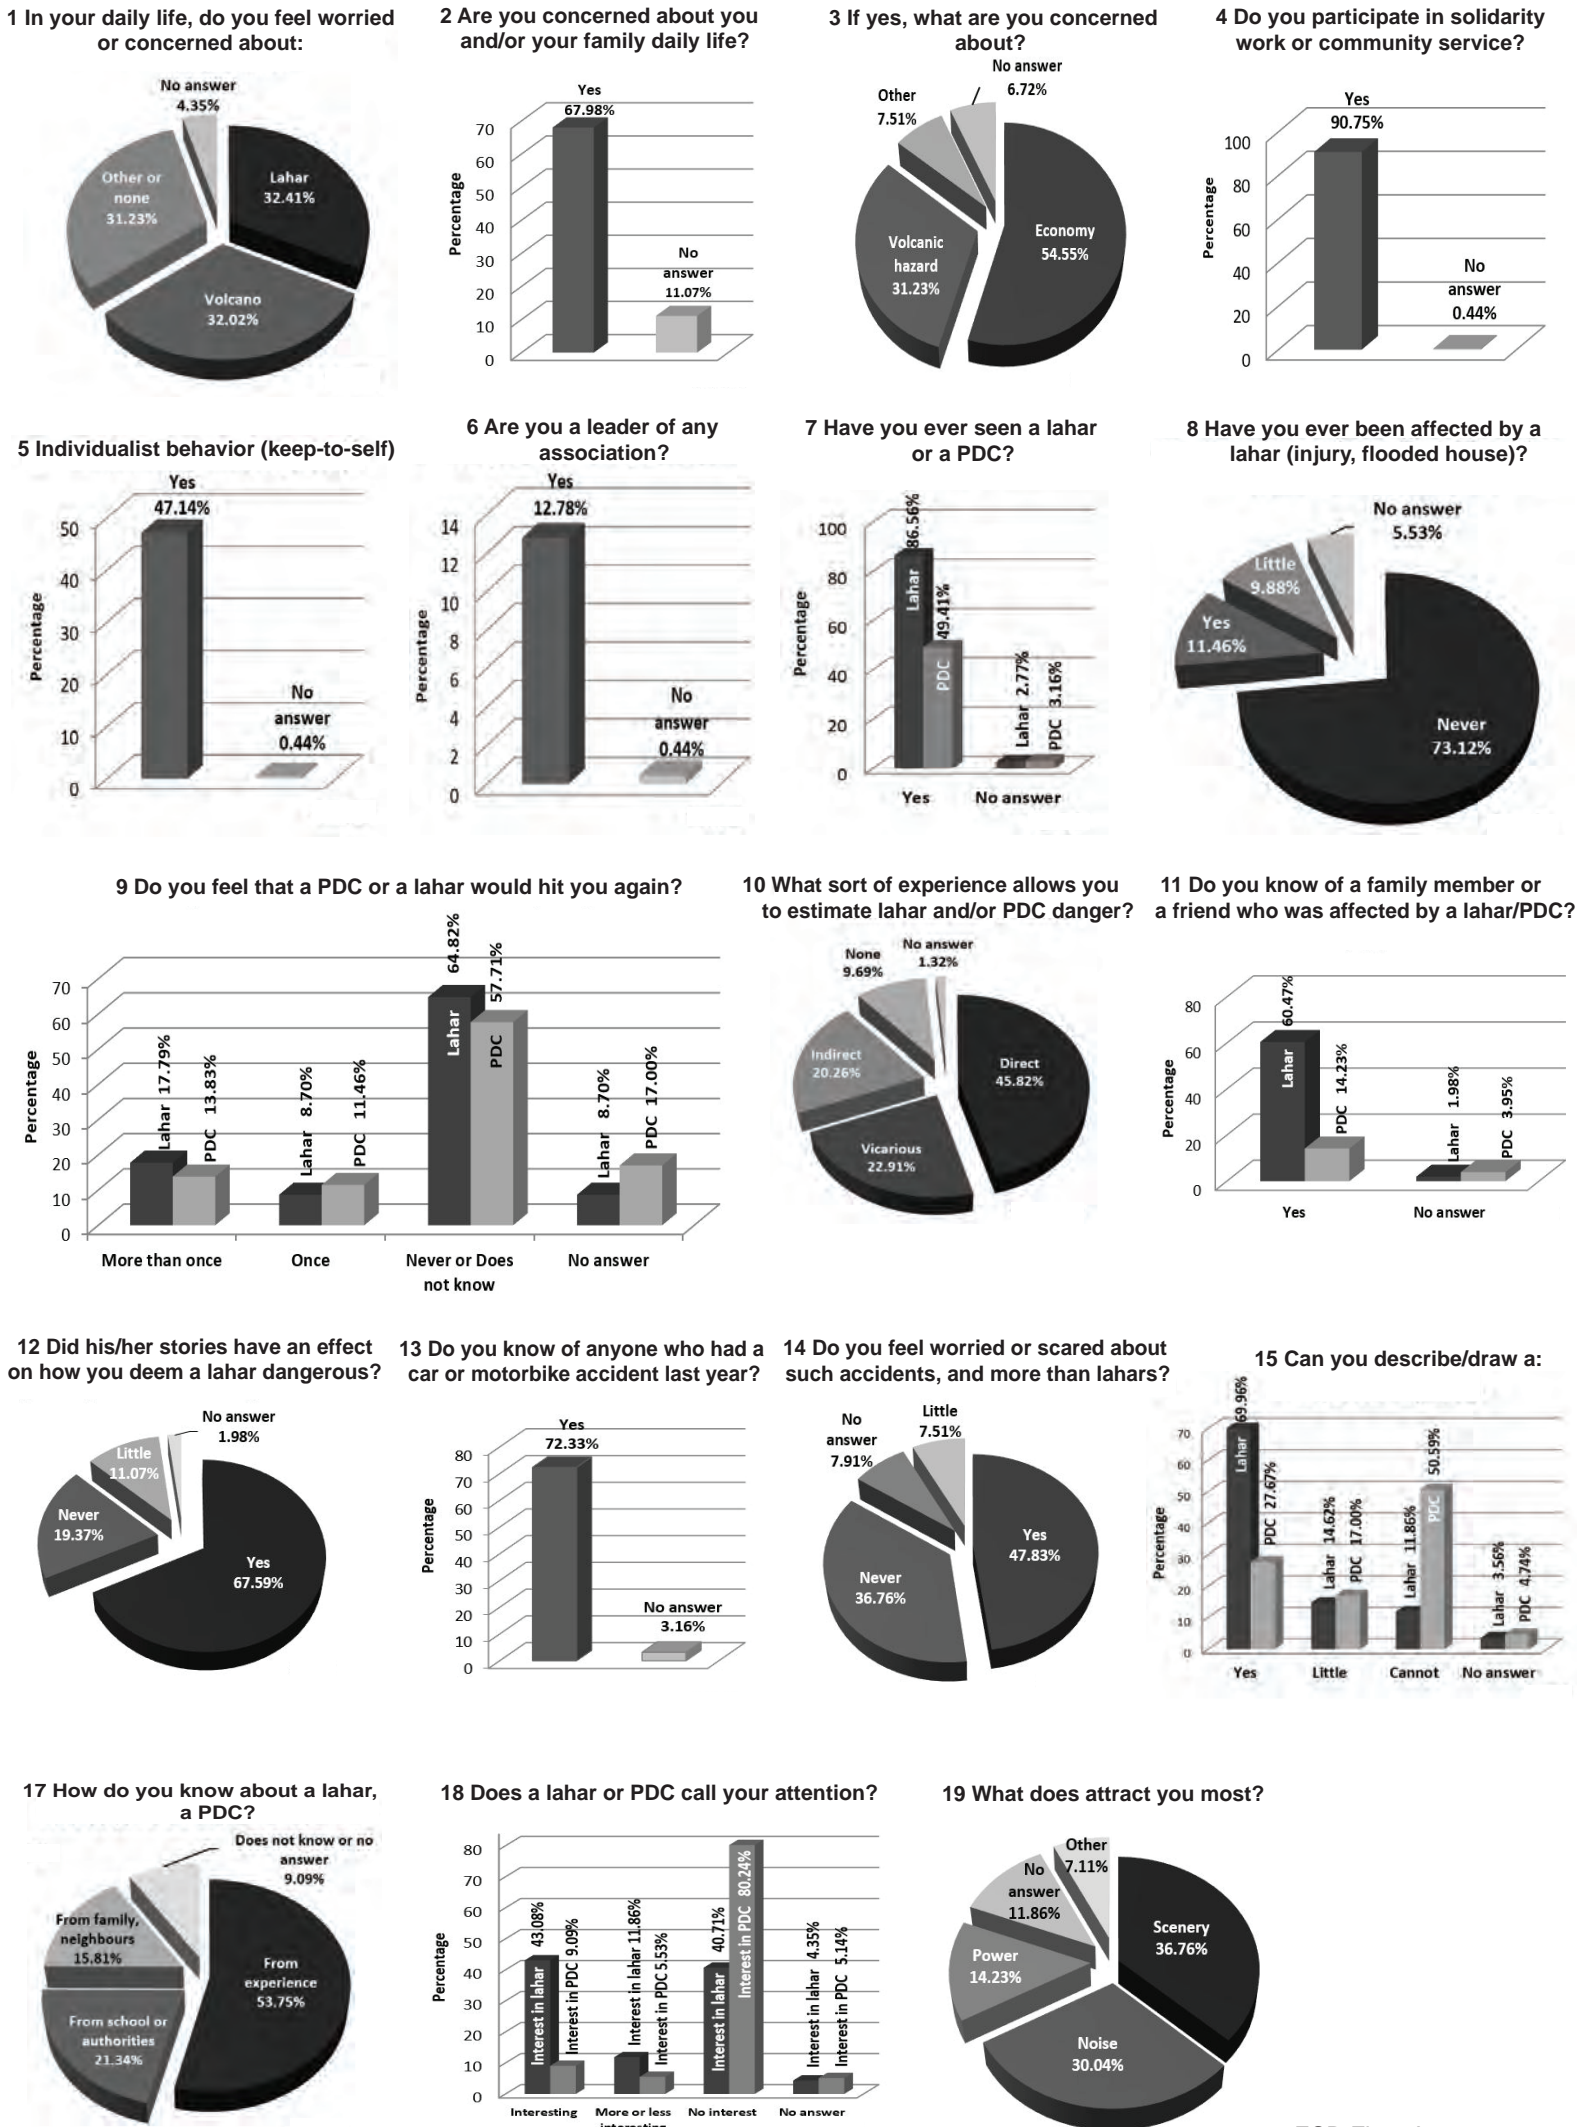 1 In your daily life, do you feel worried
or concerned about:
No answer
4.35%
Lahar
32.41%
Other or
none
31.23%
Volcano
32.02%
2 Are you concerned about you
and/or your family daily life?
Percentage
70
60
50
40
30
20
10
0
Yes
67.98%
No
answer
11.07%
3 If yes, what are you concerned
about?
No answer
6.72%
Other
7.51%
Economy
54.55%
Volcanic
hazard
31.23%
4 Do you participate in solidarity
work or community service?
Percentage
100
80
60
40
20
0
Yes
90.75%
No
answer
0.44%
5 Individualist behavior (keep-to-self)
Percentage
50
40
30
20
10
0
Yes
47.14%
No
answer
0.44%
6 Are you a leader of any
association?
Percentage
14
12
10
8
6
4
2
0
Yes
12.78%
No
answer
0.44%
7 Have you ever seen a lahar
or a PDC?
Percentage
100
80
60
40
20
0
Lahar
86.56%
PDC
49.41%
Lahar 2.77%
PDC 3.16%
Yes
No answer
8 Have you ever been affected by a
lahar (injury, flooded house)?
No answer
5.53%
Little
9.88%
Yes
11.46%
Never
73.12%
9 Do you feel that a PDC or a lahar would hit you again?
Percentage
70
60
50
40
30
20
10
0
Lahar 17.79%
PDC 13.83%
Lahar 8.70%
PDC 11.46%
Lahar
64.82%
PDC
57.71%
Lahar 8.70%
PDC 17.00%
More than once
Once
Never or Does
not know
No answer
10 What sort of experience allows you
to estimate lahar and/or PDC danger?
None
9.69%
No answer
1.32%
Indirect
20.26%
Direct
45.82%
Vicarious
22.91%
11 Do you know of a family member or
a friend who was affected by a lahar/PDC?
Percentage
80
60
40
20
0
Lahar
60.47%
PDC 14.23%
Lahar 1.98%
PDC 3.95%
Yes
No answer
12 Did his/her stories have an effect
on how you deem a lahar dangerous?
No answer
1.98%
Little
11.07%
Never
19.37%
Yes
67.59%
13 Do you know of anyone who had a
car or motorbike accident last year?
Percentage
80
70
60
50
40
30
20
10
0
Yes
72.33%
No answer
3.16%
14 Do you feel worried or scared about
such accidents, and more than lahars?
No
answer
7.91%
Little
7.51%
Yes
47.83%
Never
36.76%
15 Can you describe/draw a:
Percentage
70
60
50
40
30
20
10
0
Lahar
69.96%
PDC 27.67%
Lahar 14.62%
PDC 17.00%
Lahar 11.86%
PDC
50.59%
Lahar 3.56%
PDC 4.74%
Yes
Little
Cannot
No answer
17 How do you know about a lahar,
a PDC?
Does not know or no
answer
9.09%
From family,
neighbours
15.81%
From
experience
53.75%
From school or
authorities
21.34%
18 Does a lahar or PDC call your attention?
Percentage
80
70
60
50
40
30
20
10
0
Interest in lahar 43.08%
Interest in PDC 9.09%
Interest in lahar 11.86%
Interest in PDC 5.53%
Interest in lahar 40.71%
Interest in PDC 80.24%
Interest in lahar 4.35%
Interest in PDC 5.14%
Interesting
More or less
interesting
No interest
No answer
19 What does attract you most?
Other
7.11%
No
answer
11.86%
Scenery
36.76%
Power
14.23%
Noise
30.04%